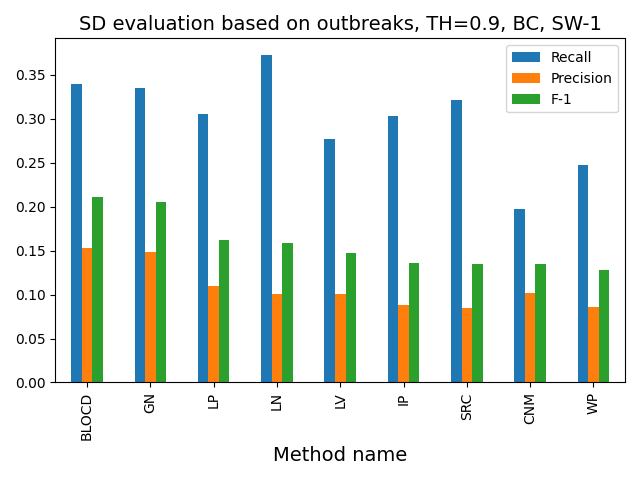 SD evaluation based on outbreaks, TH=0.9, BC, SW-1
Recall
Precision
F-1
0.35
0.30
0.25
0.20
0.15
0.10
0.05
0.00
BLOCD
GN
LP
LN
LV
IP
SRC
CNM
WP
Method name